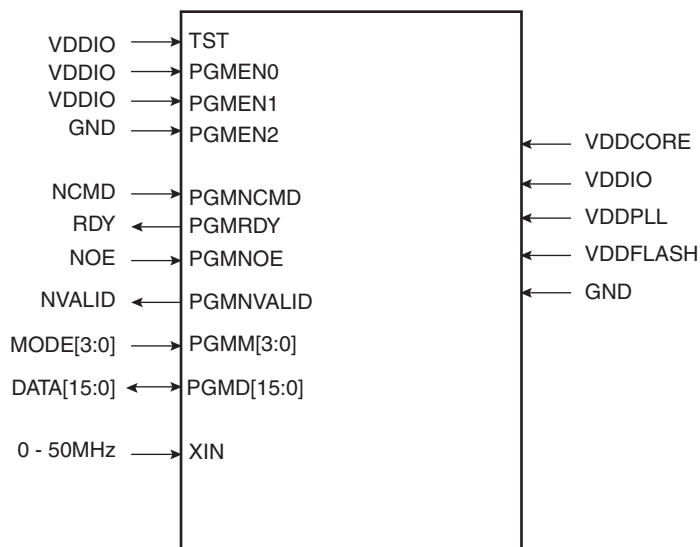 VDDIO TST
VDDIO PGMEN0
VDDIO PGMEN1
GND PGMEN2
NCMD PGMNCMD
RDY PGMRDY
NOE PGMNOE
NVALID PGMNVALID
MODE[3:0] PGMM[3:0]
DATA[15:0] PGMD[15:0]
0 - 50MHz XIN
VDDCORE
VDDIO
VDDPLL
VDDFLASH
GND